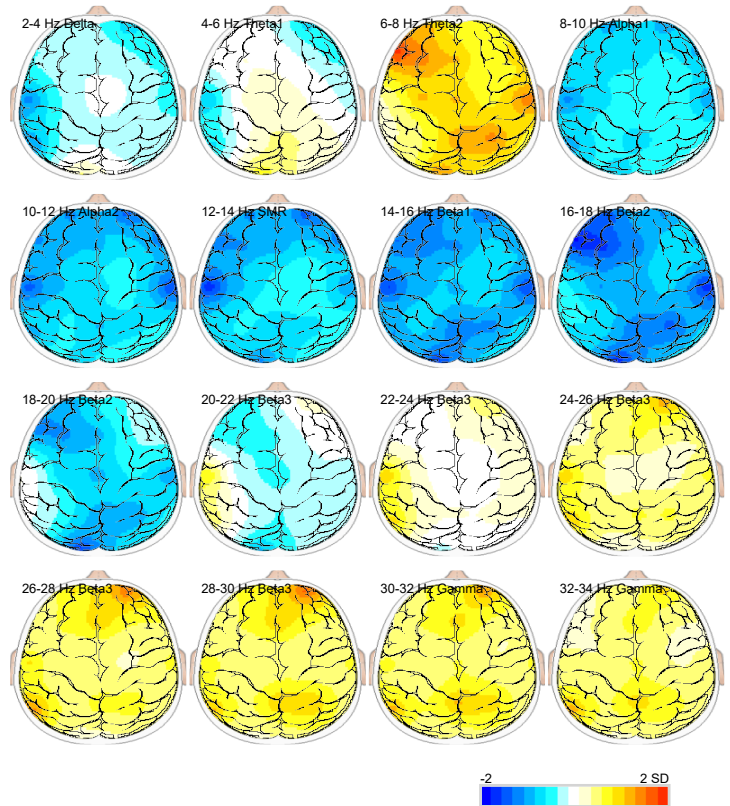 2-4 Hz Delta
4-6 Hz Theta1
6-8 Hz Theta2
8-10 Hz Alpha1
10-12 Hz Alpha2
12-14 Hz SMR
14-16 Hz Beta1
16-18 Hz Beta2
18-20 Hz Beta2
20-22 Hz Beta3
22-24 Hz Beta3
24-26 Hz Beta3
26-28 Hz Beta3
28-30 Hz Beta3
30-32 Hz Gamma
32-34 Hz Gamma
-2 2 SD